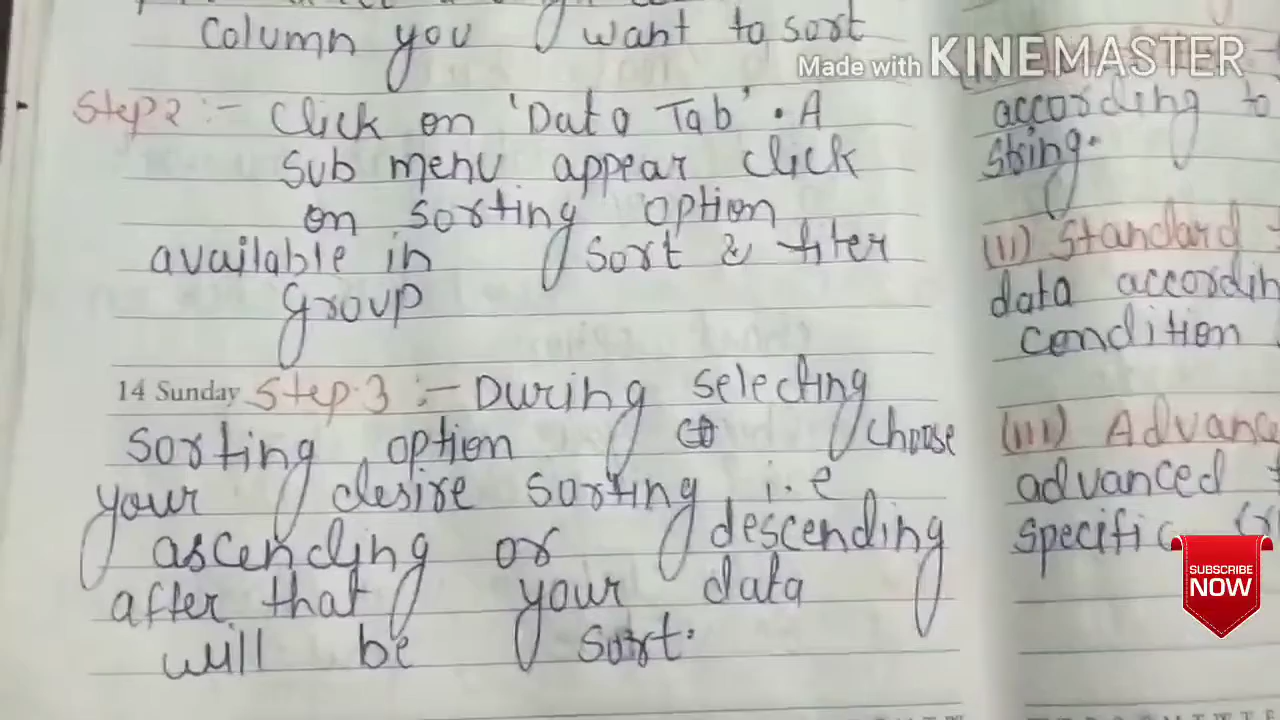 column you want to sort
Step 2 :- Click on 'Data Tab'. A
sub menu appear click
on sorting option
available in sort & filter
group
14 Sunday Step 3 :- During selecting
sorting option choose
your desire sorting i.e
ascending or descending
after that your data
will be sort.
Made with KINEMASTER
according to
string.
(II) Standard
data accordin
condition
(III) Advanc
advanced
specific
SUBSCRIBE
NOW